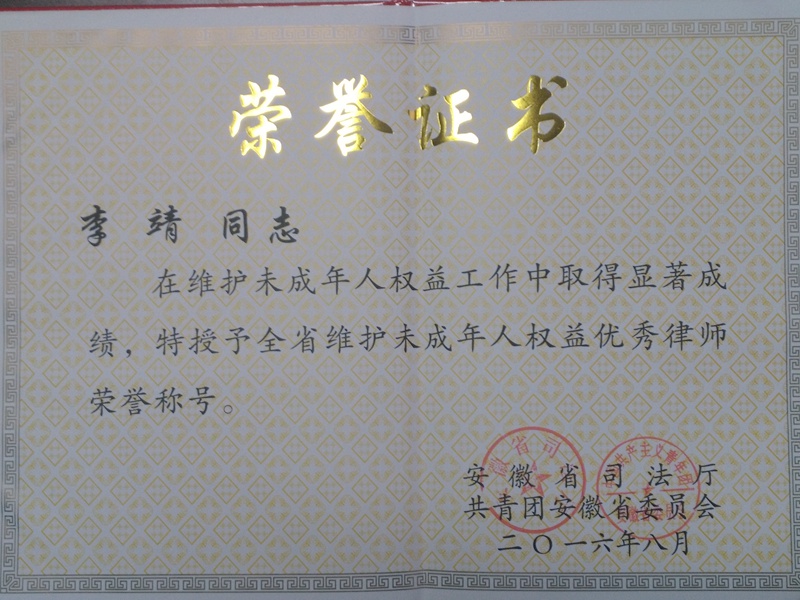 荣誉证书
李靖同志
在维护未成年人权益工作中取得显著成
绩，特授予全省维护未成年人权益优秀律师
荣誉称号。
安徽省司法厅
共青团安徽省委员会
二〇一六年八月